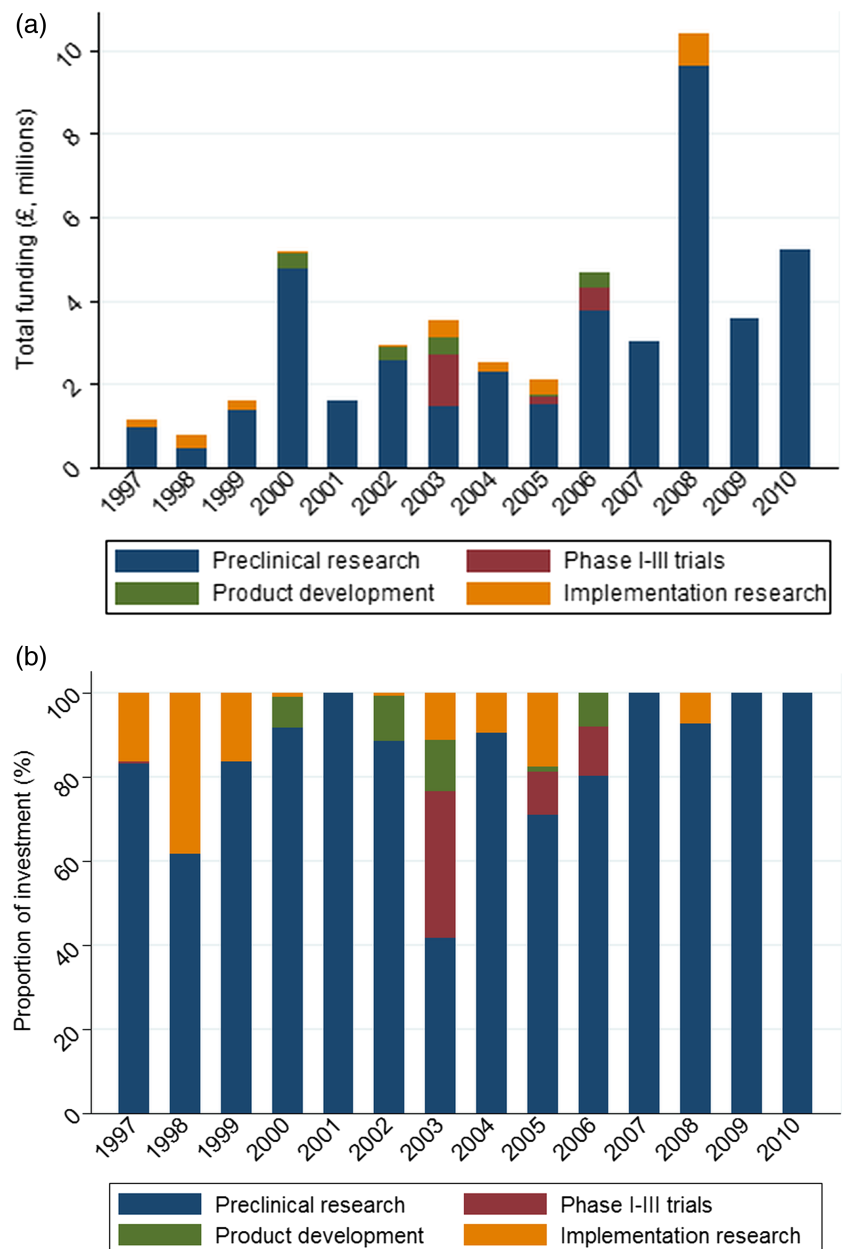 (a)
Total funding (£, millions)
10
8
6
4
2
0
1997 1998 1999 2000 2001 2002 2003 2004 2005 2006 2007 2008 2009 2010
Preclinical research Phase I-III trials
Product development Implementation research
(b)
Proportion of investment (%)
100
80
60
40
20
0
1997 1998 1999 2000 2001 2002 2003 2004 2005 2006 2007 2008 2009 2010
Preclinical research Phase I-III trials
Product development Implementation research